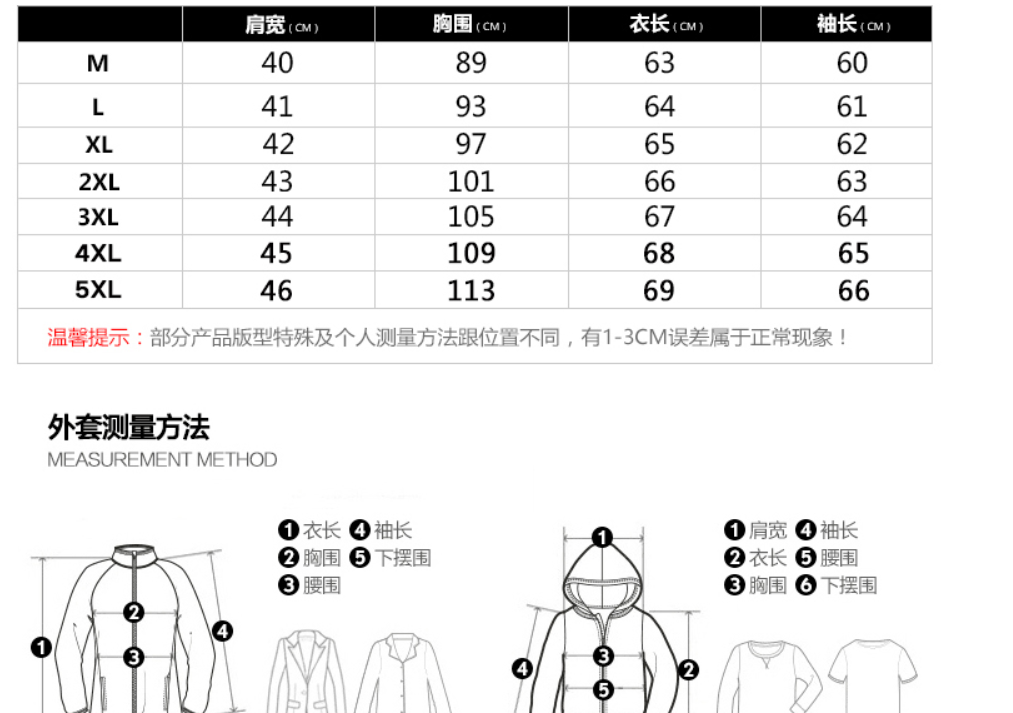 肩宽(CM) 胸围(CM) 衣长(CM) 袖长(CM)
M 40 89 63 60
L 41 93 64 61
XL 42 97 65 62
2XL 43 101 66 63
3XL 44 105 67 64
4XL 45 109 68 65
5XL 46 113 69 66
温馨提示：部分产品版型特殊及个人测量方法跟位置不同，有1-3CM误差属于正常现象！
外套测量方法
MEASUREMENT METHOD
1 衣长 4 袖长
2 胸围 5 下摆围
3 腰围
1 肩宽 4 袖长
2 衣长 5 腰围
3 胸围 6 下摆围
1
2
3
4
1
2
3
4
5